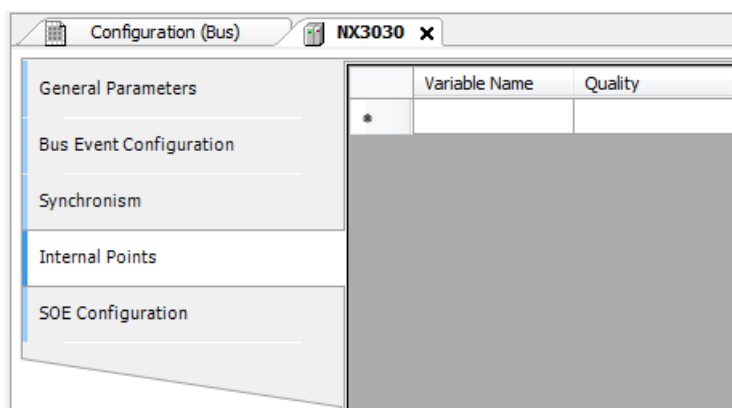 Configuration (Bus)
NX3030
General Parameters
Bus Event Configuration
Synchronism
Internal Points
SOE Configuration
Variable Name
Quality